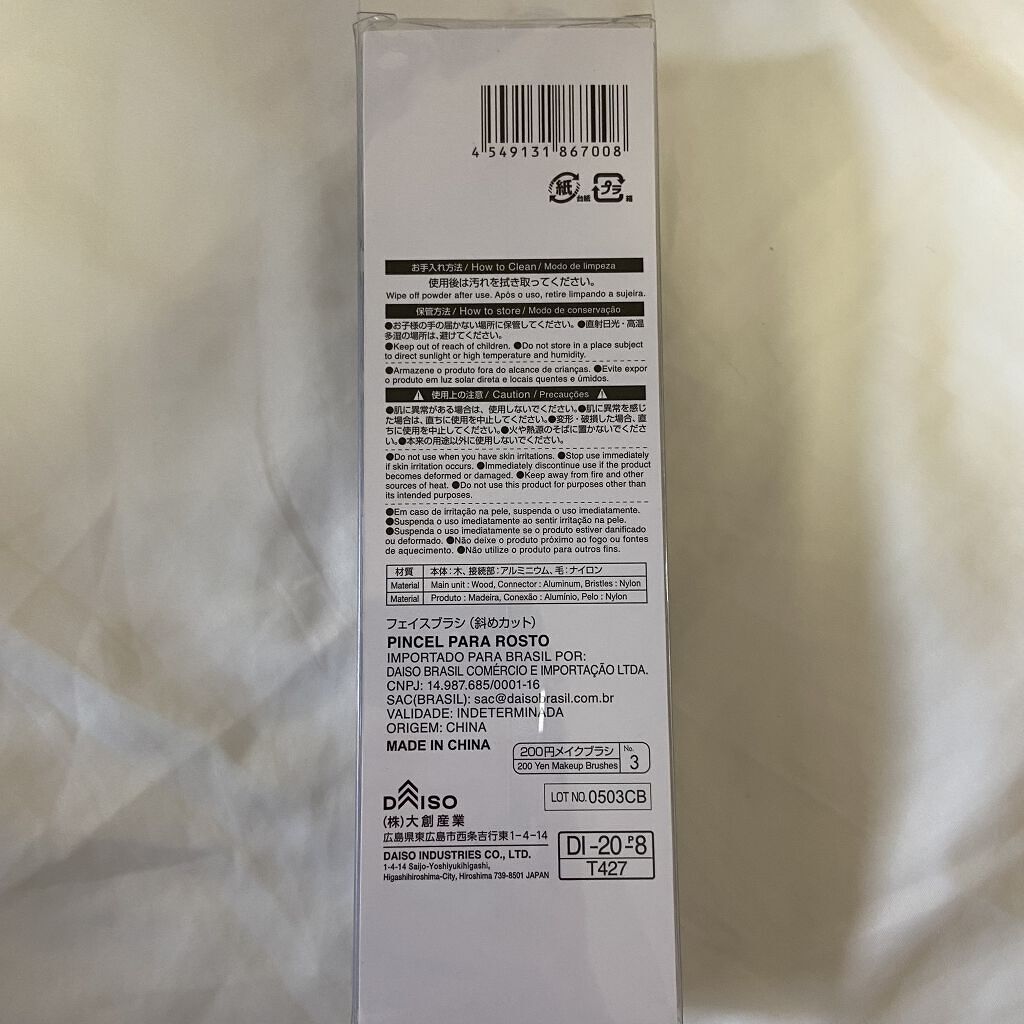 4 549131 867008
紙 台紙 プラ 箱
お手入れ方法 / How to Clean / Modo de limpeza
使用後は汚れを拭き取ってください。
Wipe off powder after use. Após o uso, retire limpando a sujeira.
保管方法 / How to store / Modo de conservação
●お子様の手の届かない場所に保管してください。●直射日光・高温
多湿の場所は、避けてください。
●Keep out of reach of children. ●Do not store in a place subject
to direct sunlight or high temperature and humidity.
●Armazene o produto fora do alcance de crianças. ●Evite expor
o produto em luz solar direta e locais quentes e úmidos.
使用上の注意 / Caution / Precauções
●肌に異常がある場合は、使用しないでください。●肌に異常を感じ
た場合は、直ちに使用を中止してください。●変形・破損した場合、直
ちに使用を中止してください。●火や熱源のそばに置かないでくださ
い。●本来の用途以外に使用しないでください。
●Do not use when you have skin irritations. ●Stop use immediately
if skin irritation occurs. ●Immediately discontinue use if the product
becomes deformed or damaged. ●Keep away from fire and other
sources of heat. ●Do not use this product for purposes other than
its intended purposes.
●Em caso de irritação na pele, suspenda o uso imediatamente.
●Suspenda o uso imediatamente ao sentir irritação na pele.
●Suspenda o uso imediatamente se o produto estiver danificado
ou deformado. ●Não deixe o produto próximo ao fogo ou fontes
de aquecimento. ●Não utilize o produto para outros fins.
材質 本体：木、接続部：アルミニウム、毛：ナイロン
Material Main unit : Wood, Connector : Aluminum, Bristles : Nylon
Material Produto : Madeira, Conexão : Alumínio, Pelo : Nylon
フェイスブラシ（斜めカット）
PINCEL PARA ROSTO
IMPORTADO PARA BRASIL POR:
DAISO BRASIL COMÉRCIO E IMPORTAÇÃO LTDA.
CNPJ: 14.987.685/0001-16
SAC(BRASIL): sac@daisobrasil.com.br
VALIDADE: INDETERMINADA
ORIGEM: CHINA
MADE IN CHINA
200円メイクブラシ No.
200 Yen Makeup Brushes 3
LOT NO. 0503CB
DAISO
(株)大創産業
広島県東広島市西条吉行東1-4-14
DAISO INDUSTRIES CO., LTD.
1-4-14 Saijo-Yoshiyukihigashi,
Higashihiroshima-City, Hiroshima 739-8501 JAPAN
DI-20-P8
T427